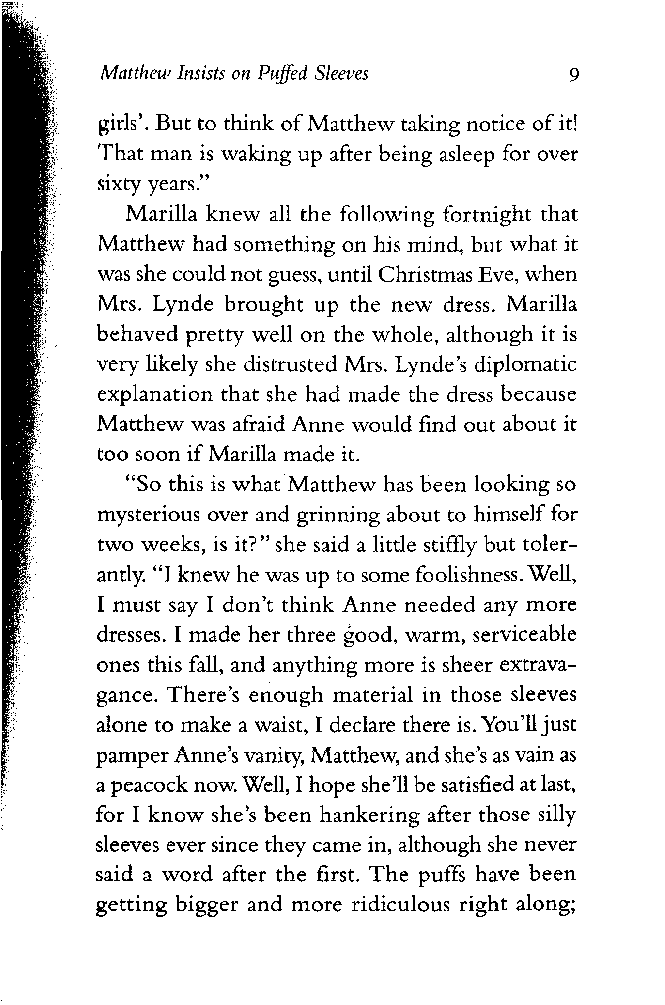 Matthew Insists on Puffed Sleeves 9
girls'. But to think of Matthew taking notice of it!
That man is waking up after being asleep for over
sixty years."
Marilla knew all the following fortnight that
Matthew had something on his mind, but what it
was she could not guess, until Christmas Eve, when
Mrs. Lynde brought up the new dress. Marilla
behaved pretty well on the whole, although it is
very likely she distrusted Mrs. Lynde's diplomatic
explanation that she had made the dress because
Matthew was afraid Anne would find out about it
too soon if Marilla made it.
"So this is what Matthew has been looking so
mysterious over and grinning about to himself for
two weeks, is it?" she said a little stiffly but toler-
antly. "I knew he was up to some foolishness. Well,
I must say I don't think Anne needed any more
dresses. I made her three good, warm, serviceable
ones this fall, and anything more is sheer extrava-
gance. There's enough material in those sleeves
alone to make a waist, I declare there is. You'll just
pamper Anne's vanity, Matthew, and she's as vain as
a peacock now. Well, I hope she'll be satisfied at last,
for I know she's been hankering after those silly
sleeves ever since they came in, although she never
said a word after the first. The puffs have been
getting bigger and more ridiculous right along;